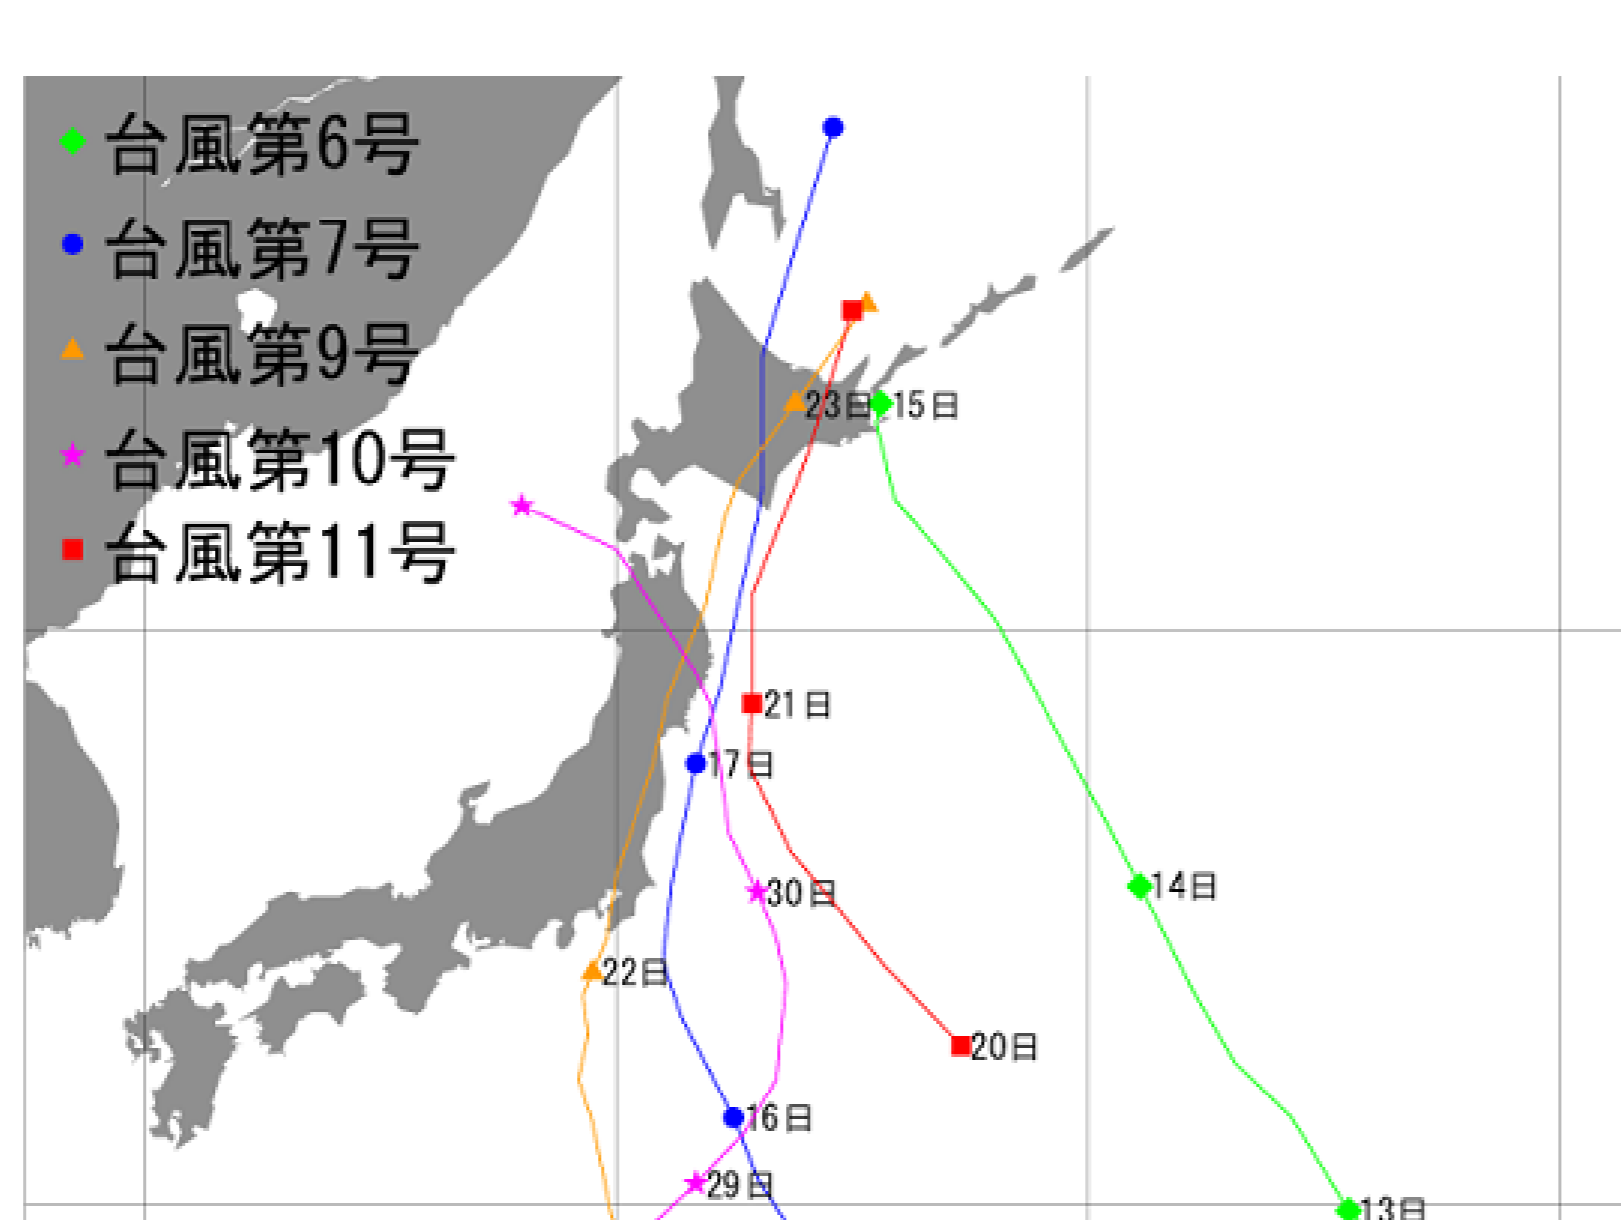 台風第6号
台風第7号
台風第9号
台風第10号
台風第11号
23日
15日
21日
17日
14日
30日
22日
20日
16日
29日
13日